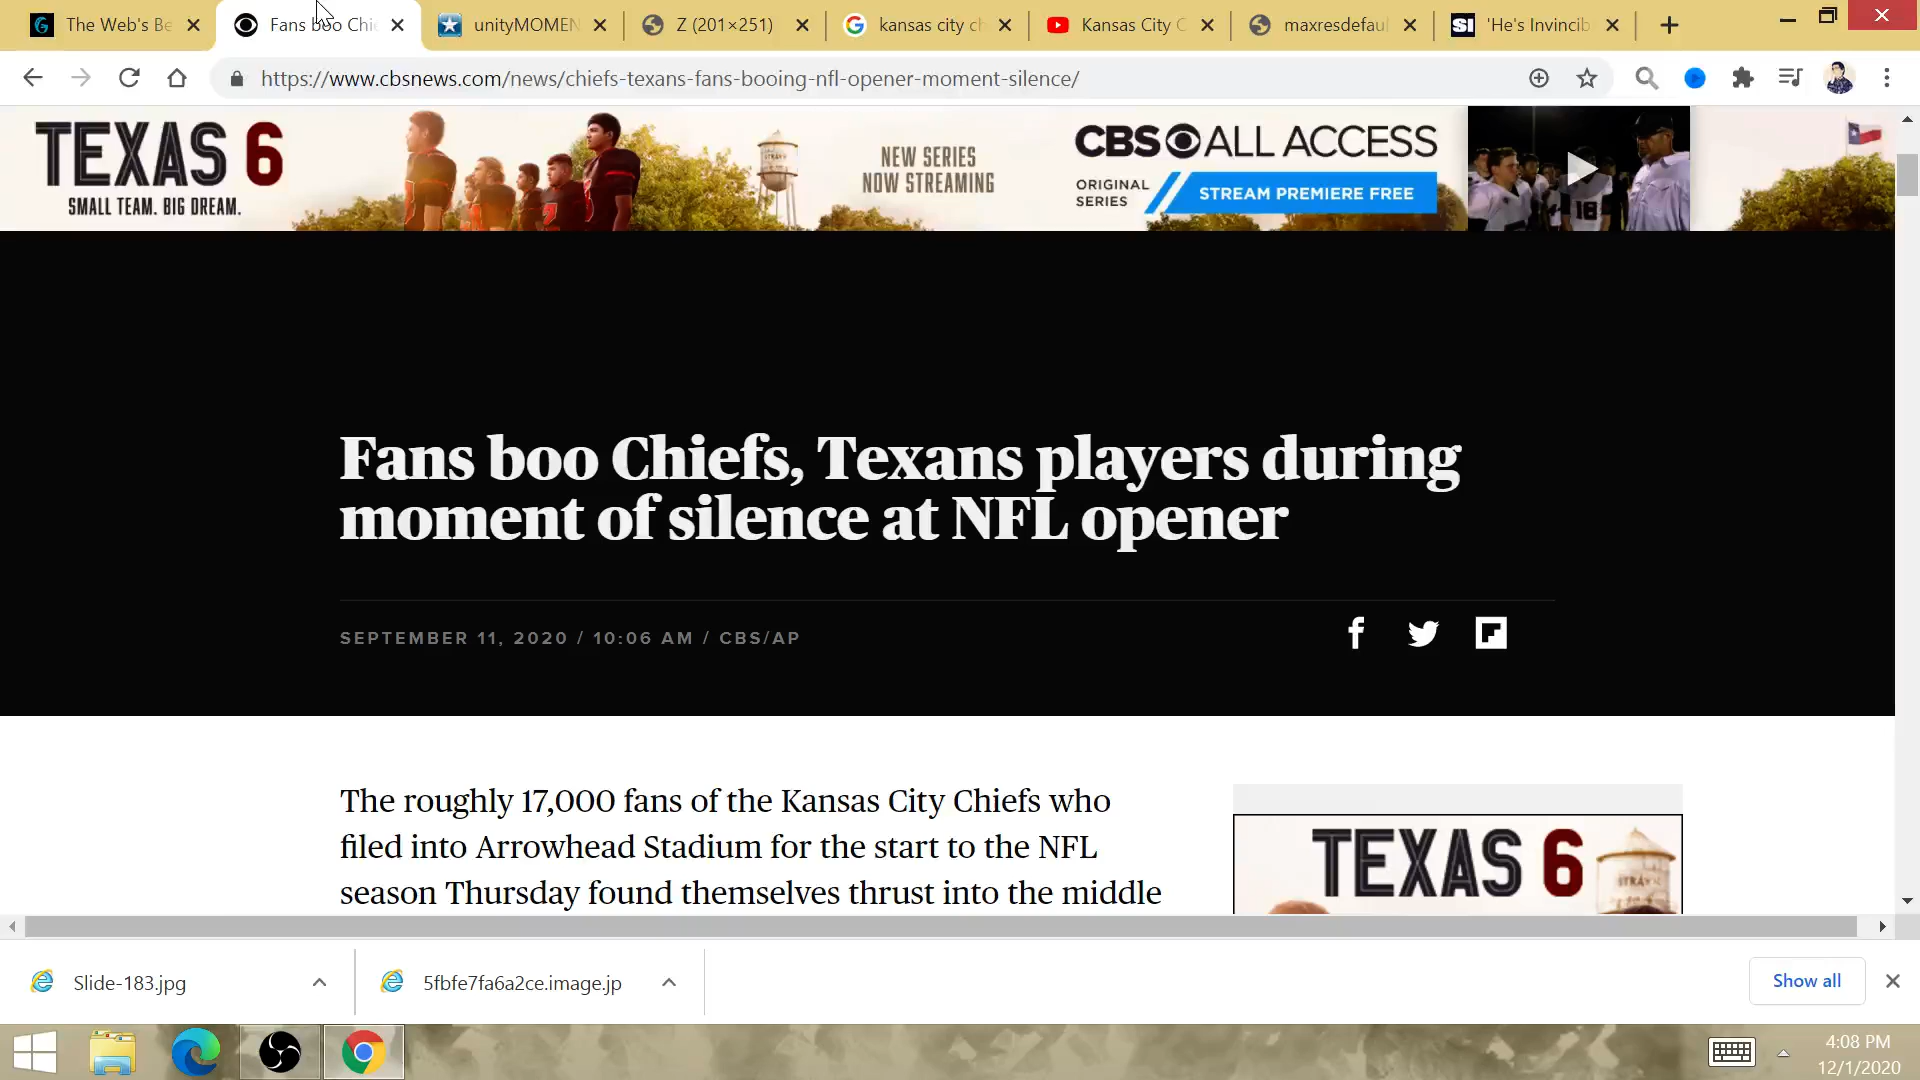 The Web's Be
Fans boo Chie
unityMOMEN
Z (201×251)
kansas city ch
Kansas City C
maxresdefaul
SI
'He's Invincib
https://www.cbsnews.com/news/chiefs-texans-fans-booing-nfl-opener-moment-silence/
TEXAS 6
SMALL TEAM. BIG DREAM.
STRAWN
NEW SERIES
NOW STREAMING
CBS ALL ACCESS
ORIGINAL
SERIES
STREAM PREMIERE FREE
18
Fans boo Chiefs, Texans players during
moment of silence at NFL opener
SEPTEMBER 11, 2020 / 10:06 AM / CBS/AP
The roughly 17,000 fans of the Kansas City Chiefs who
filed into Arrowhead Stadium for the start to the NFL
season Thursday found themselves thrust into the middle
TEXAS 6
STRAWN
Slide-183.jpg
5fbfe7fa6a2ce.image.jp
Show all
4:08 PM
12/1/2020